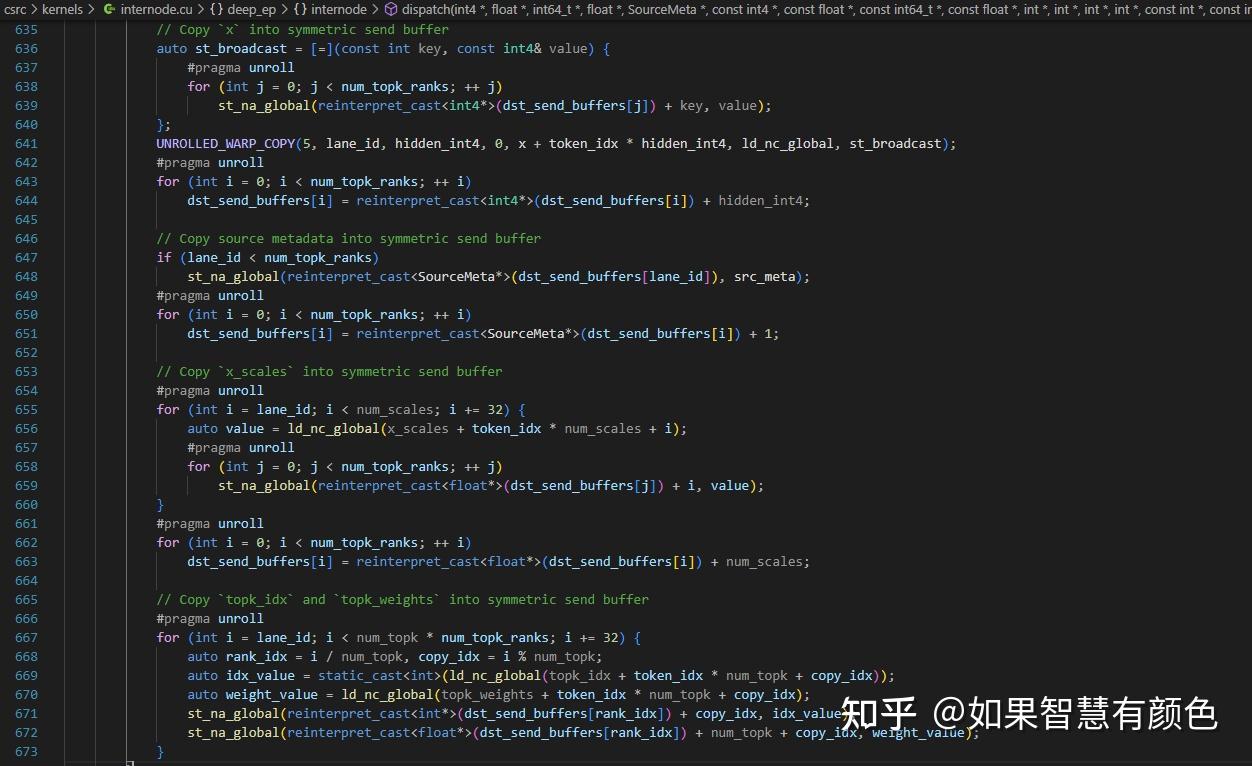 csrc > kernels > internode.cu > {} deep_ep > {} internode > dispatch(int4 *, float *, int64_t *, float *, SourceMeta *, const int4 *, const float *, const int64_t *, const float *, int *, int *, int *, int *, const int *, const in
635 // Copy `x` into symmetric send buffer
636 auto st_broadcast = [=](const int key, const int4& value) {
637 #pragma unroll
638 for (int j = 0; j < num_topk_ranks; ++ j)
639 st_na_global(reinterpret_cast<int4*>(dst_send_buffers[j]) + key, value);
640 };
641 UNROLLED_WARP_COPY(5, lane_id, hidden_int4, 0, x + token_idx * hidden_int4, ld_nc_global, st_broadcast);
642 #pragma unroll
643 for (int i = 0; i < num_topk_ranks; ++ i)
644 dst_send_buffers[i] = reinterpret_cast<int4*>(dst_send_buffers[i]) + hidden_int4;
645
646 // Copy source metadata into symmetric send buffer
647 if (lane_id < num_topk_ranks)
648 st_na_global(reinterpret_cast<SourceMeta*>(dst_send_buffers[lane_id]), src_meta);
649 #pragma unroll
650 for (int i = 0; i < num_topk_ranks; ++ i)
651 dst_send_buffers[i] = reinterpret_cast<SourceMeta*>(dst_send_buffers[i]) + 1;
652
653 // Copy `x_scales` into symmetric send buffer
654 #pragma unroll
655 for (int i = lane_id; i < num_scales; i += 32) {
656 auto value = ld_nc_global(x_scales + token_idx * num_scales + i);
657 #pragma unroll
658 for (int j = 0; j < num_topk_ranks; ++ j)
659 st_na_global(reinterpret_cast<float*>(dst_send_buffers[j]) + i, value);
660 }
661 #pragma unroll
662 for (int i = 0; i < num_topk_ranks; ++ i)
663 dst_send_buffers[i] = reinterpret_cast<float*>(dst_send_buffers[i]) + num_scales;
664
665 // Copy `topk_idx` and `topk_weights` into symmetric send buffer
666 #pragma unroll
667 for (int i = lane_id; i < num_topk * num_topk_ranks; i += 32) {
668 auto rank_idx = i / num_topk, copy_idx = i % num_topk;
669 auto idx_value = static_cast<int>(ld_nc_global(topk_idx + token_idx * num_topk + copy_idx));
670 auto weight_value = ld_nc_global(topk_weights + token_idx * num_topk + copy_idx);
671 st_na_global(reinterpret_cast<int*>(dst_send_buffers[rank_idx]) + copy_idx, idx_value
672 st_na_global(reinterpret_cast<float*>(dst_send_buffers[rank_idx]) + num_topk + copy_idx, weight_value);
673 }
知乎 @如果智慧有颜色